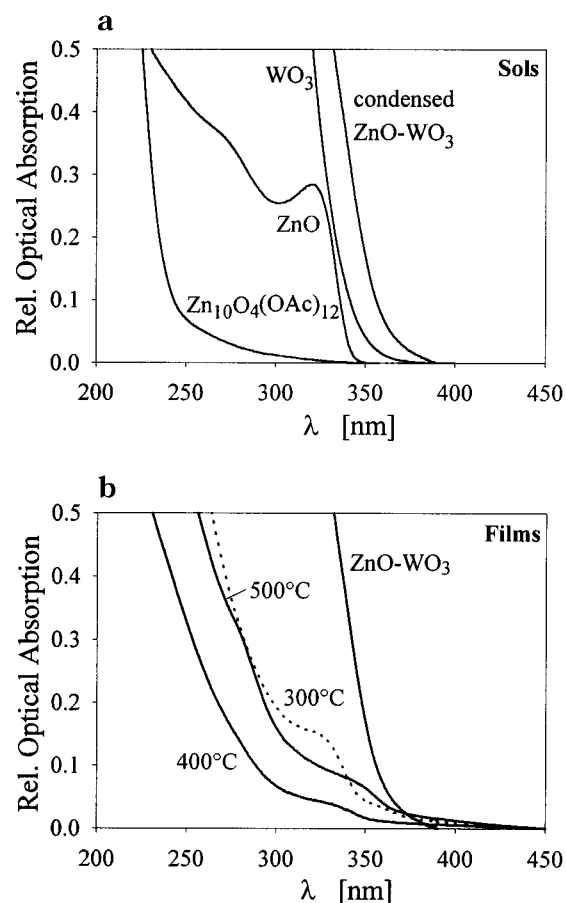 a
0.5
0.4
0.3
0.2
0.1
0.0
Rel. Optical Absorption
WO3
Sols
condensed
ZnO-WO3
ZnO
Zn10O4(OAc)12
200 250 300 350 400 450
λ [nm]
b
0.5
0.4
0.3
0.2
0.1
0.0
Rel. Optical Absorption
Films
ZnO-WO3
500°C
300°C
400°C
200 250 300 350 400 450
λ [nm]